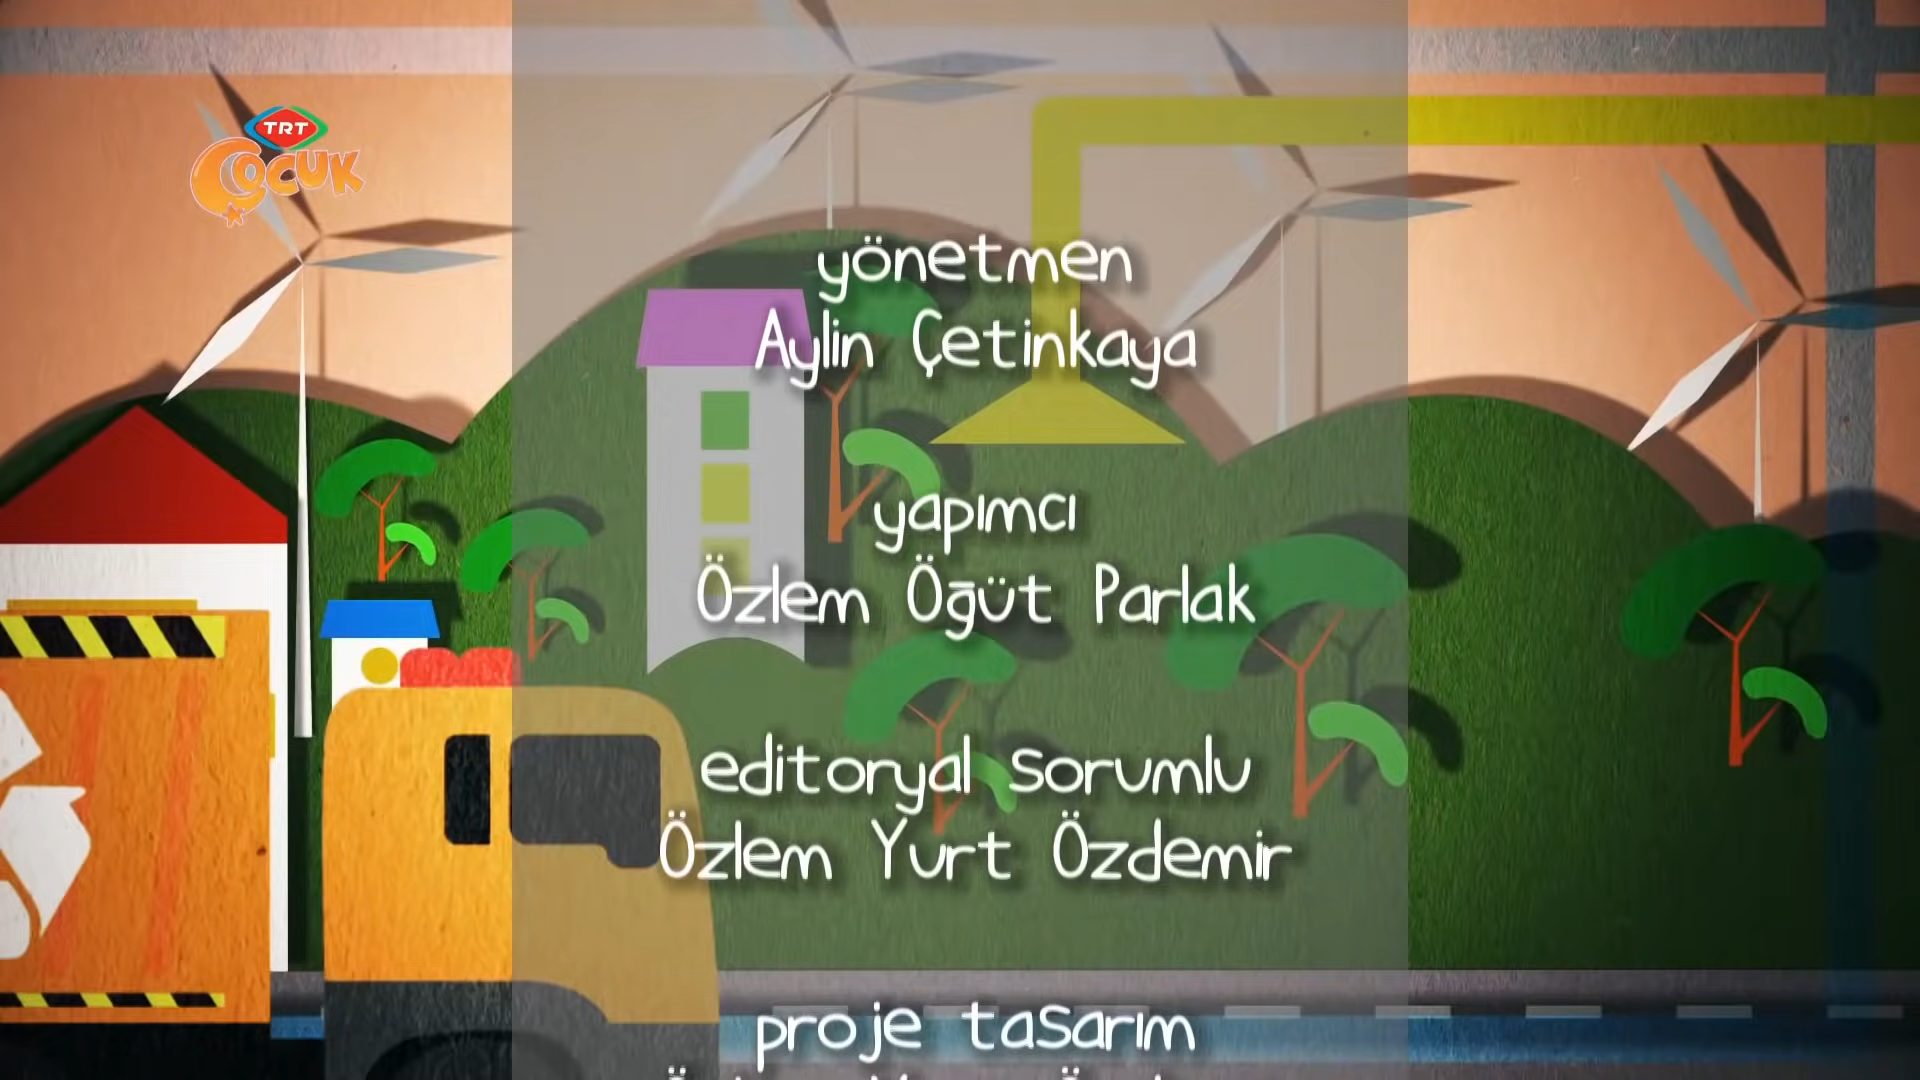 TRT
ÇOCUK
yönetmen
Aylin Çetinkaya
yapımcı
Özlem Öğüt Parlak
editoryal sorumlu
Özlem Yurt Özdemir
proje tasarım